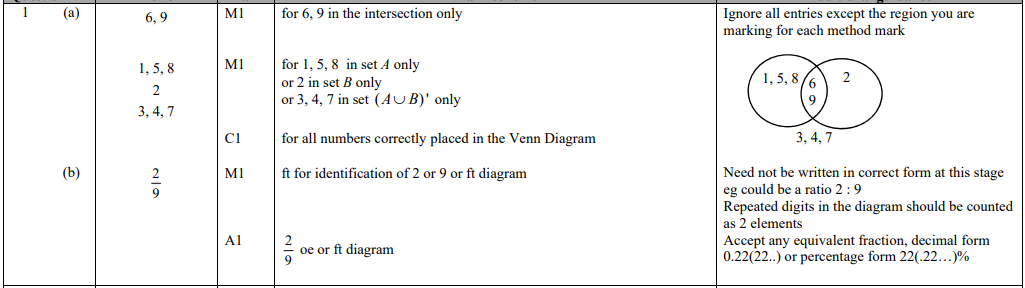 1 (a) 6, 9 M1 for 6, 9 in the intersection only Ignore all entries except the region you are
marking for each method mark
1, 5, 8 M1 for 1, 5, 8 in set A only
2 or 2 in set B only
3, 4, 7 or 3, 4, 7 in set (A∪B)' only
1, 5, 8 6 2
9
3, 4, 7
C1 for all numbers correctly placed in the Venn Diagram
(b) 2/9 M1 ft for identification of 2 or 9 or ft diagram Need not be written in correct form at this stage
eg could be a ratio 2 : 9
Repeated digits in the diagram should be counted
as 2 elements
A1 2/9 oe or ft diagram Accept any equivalent fraction, decimal form
0.22(22..) or percentage form 22(.22…)%